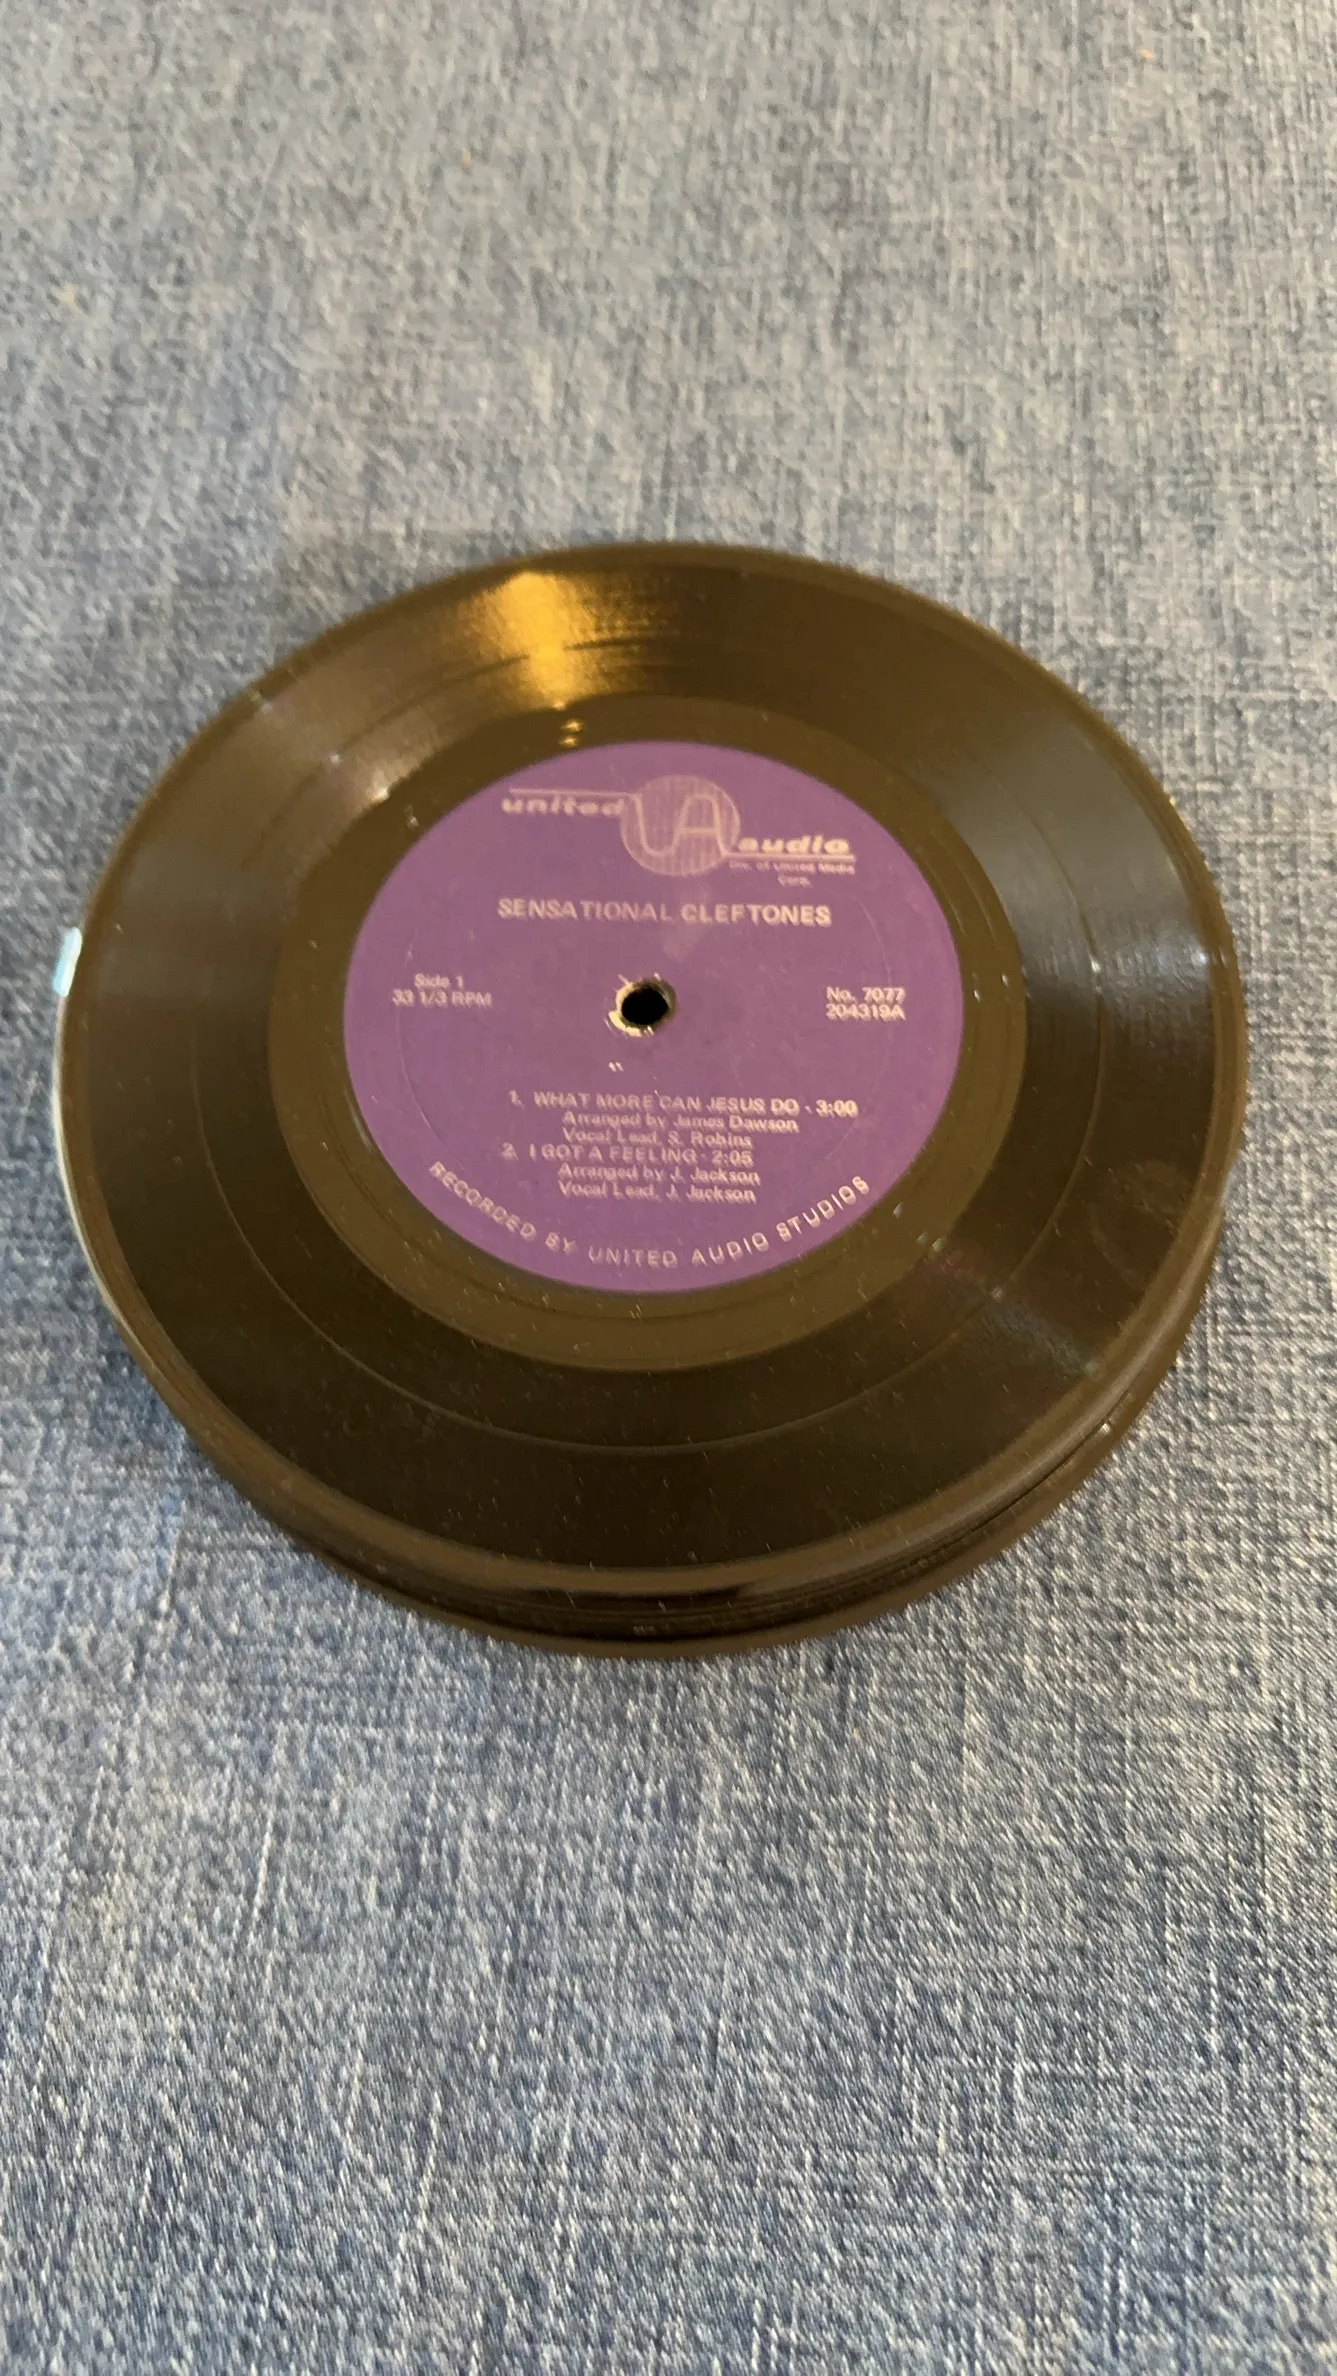 united UA audio
Div. of United Media
Corp.
SENSATIONAL CLEFTONES
Side 1
33 1/3 RPM
No. 7077
204319A
1. WHAT MORE CAN JESUS DO - 3:00
Arranged by James Dawson
Vocal Lead, S. Robins
2. I GOT A FEELING - 2:05
Arranged by J. Jackson
Vocal Lead, J. Jackson
RECORDED BY UNITED AUDIO STUDIOS